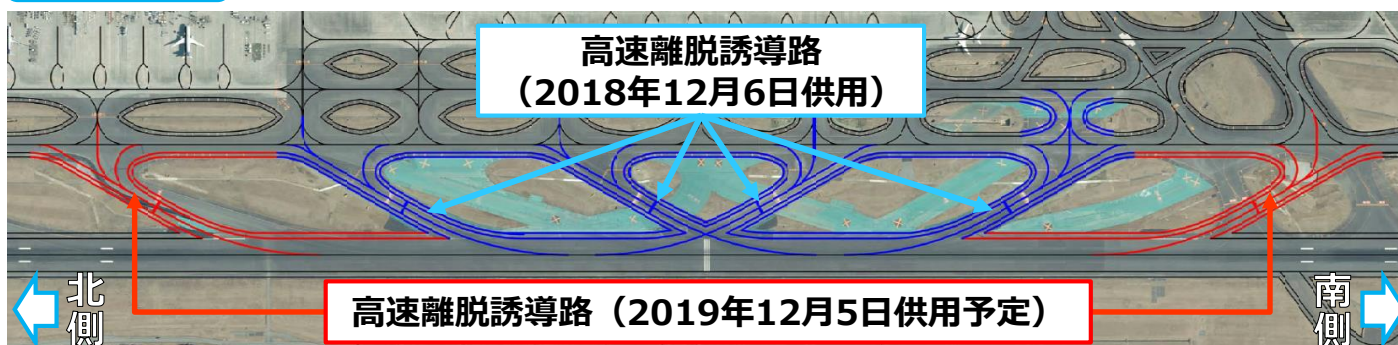 高速離脱誘導路
（2018年12月6日供用）
高速離脱誘導路（2019年12月5日供用予定）
北側
南側